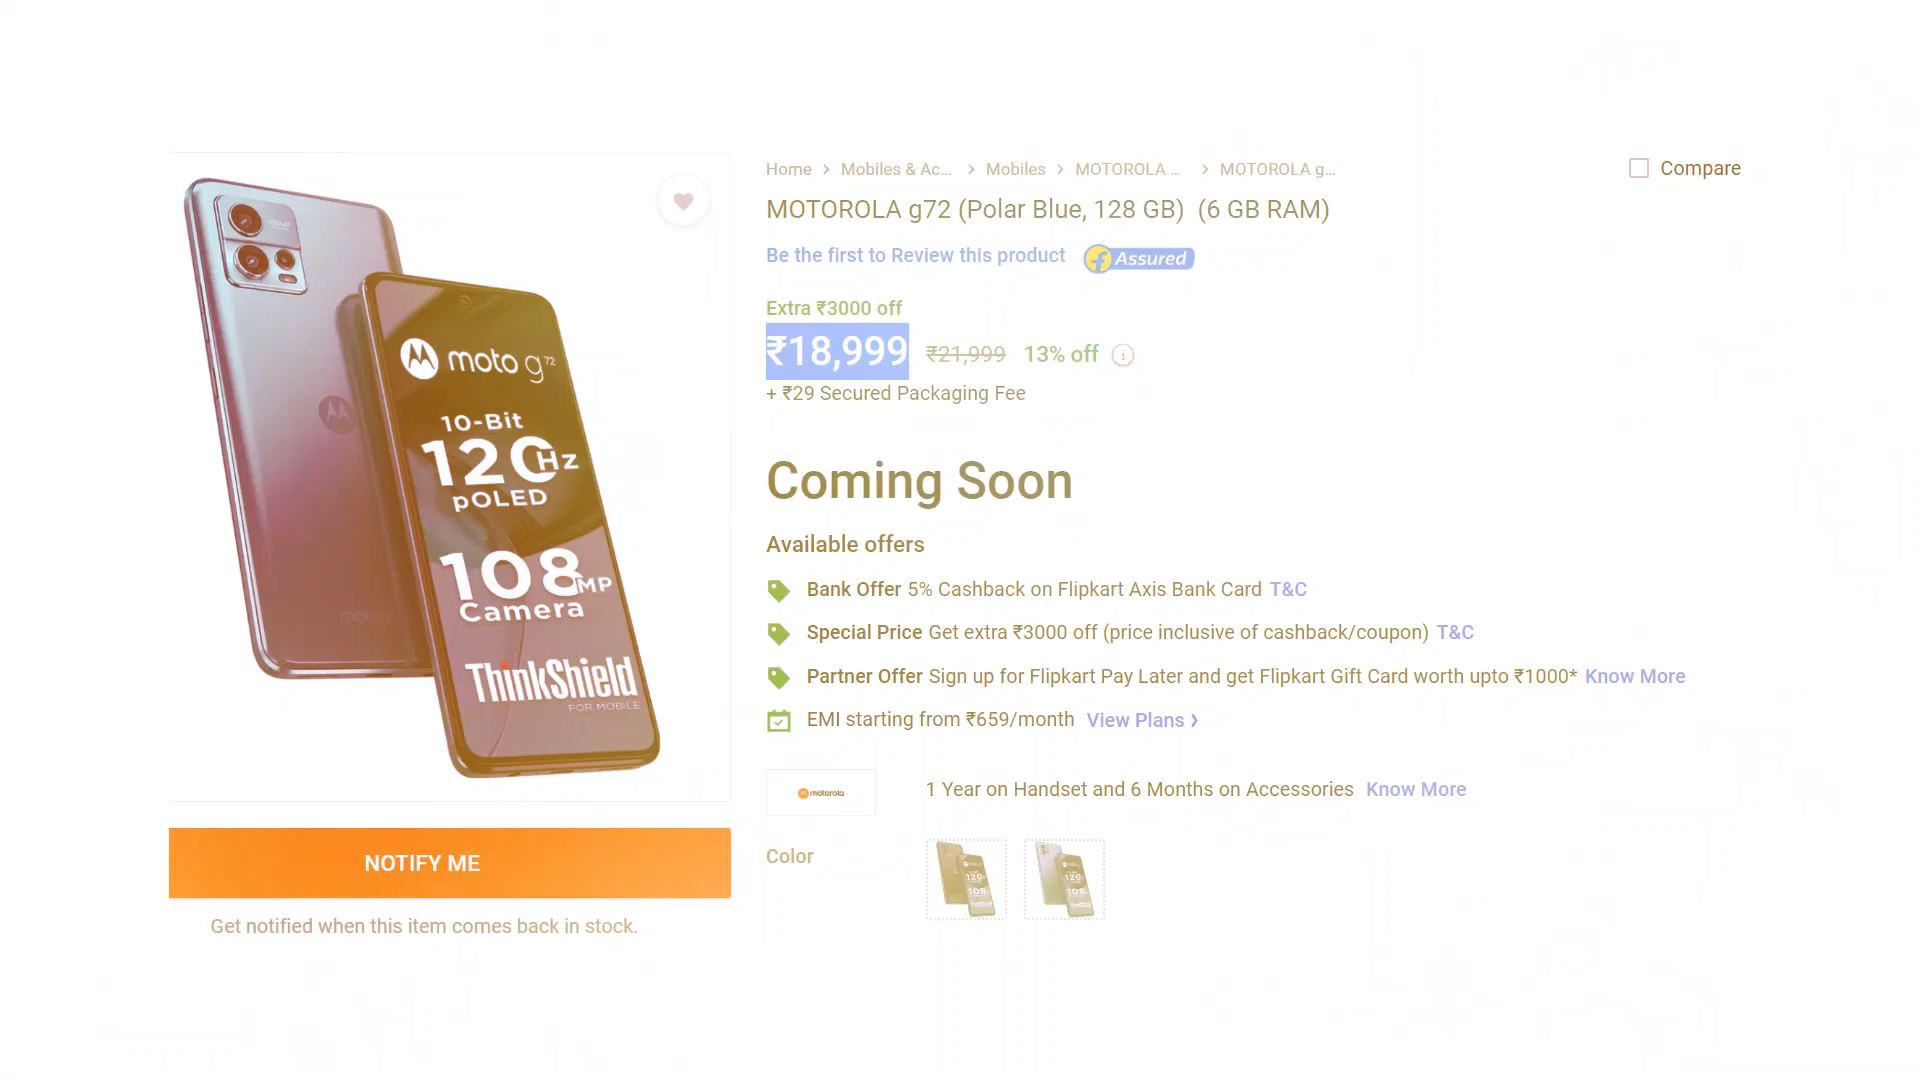 Home > Mobiles & Ac... > Mobiles > MOTOROLA ... > MOTOROLA g...
Compare
MOTOROLA g72 (Polar Blue, 128 GB) (6 GB RAM)
Be the first to Review this product
Assured
Extra ₹3000 off
₹18,999 ₹21,999 13% off
+ ₹29 Secured Packaging Fee
Coming Soon
Available offers
Bank Offer 5% Cashback on Flipkart Axis Bank Card T&C
Special Price Get extra ₹3000 off (price inclusive of cashback/coupon) T&C
Partner Offer Sign up for Flipkart Pay Later and get Flipkart Gift Card worth upto ₹1000* Know More
EMI starting from ₹659/month View Plans ›
motorola
1 Year on Handset and 6 Months on Accessories Know More
Color
moto g72
10-Bit
120Hz
pOLED
108MP
Camera
ThinkShield
FOR MOBILE
NOTIFY ME
Get notified when this item comes back in stock.